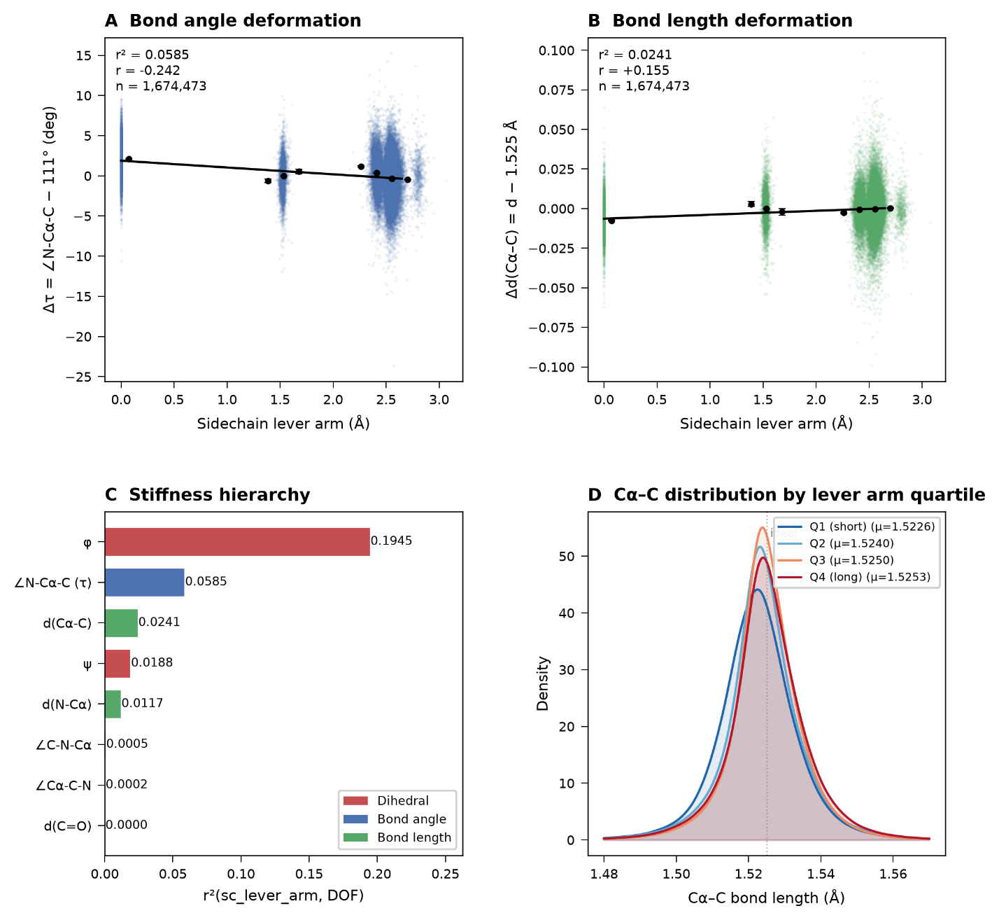 A  Bond angle deformation
r² = 0.0585
r = -0.242
n = 1,674,473
15
10
5
0
−5
−10
−15
−20
−25
Δτ = ∠N-Cα-C − 111° (deg)
0.0 0.5 1.0 1.5 2.0 2.5 3.0
Sidechain lever arm (Å)
B  Bond length deformation
r² = 0.0241
r = +0.155
n = 1,674,473
0.100
0.075
0.050
0.025
0.000
−0.025
−0.050
−0.075
−0.100
Δd(Cα–C) = d − 1.525 Å
0.0 0.5 1.0 1.5 2.0 2.5 3.0
Sidechain lever arm (Å)
C  Stiffness hierarchy
φ 0.1945
∠N-Cα-C (τ) 0.0585
d(Cα-C) 0.0241
ψ 0.0188
d(N-Cα) 0.0117
∠C-N-Cα 0.0005
∠Cα-C-N 0.0002
d(C=O) 0.0000
Dihedral
Bond angle
Bond length
0.00 0.05 0.10 0.15 0.20 0.25
r²(sc_lever_arm, DOF)
D  Cα–C distribution by lever arm quartile
ideal
Q1 (short) (μ=1.5226)
Q2 (μ=1.5240)
Q3 (μ=1.5250)
Q4 (long) (μ=1.5253)
50
40
30
20
10
0
Density
1.48 1.50 1.52 1.54 1.56
Cα–C bond length (Å)